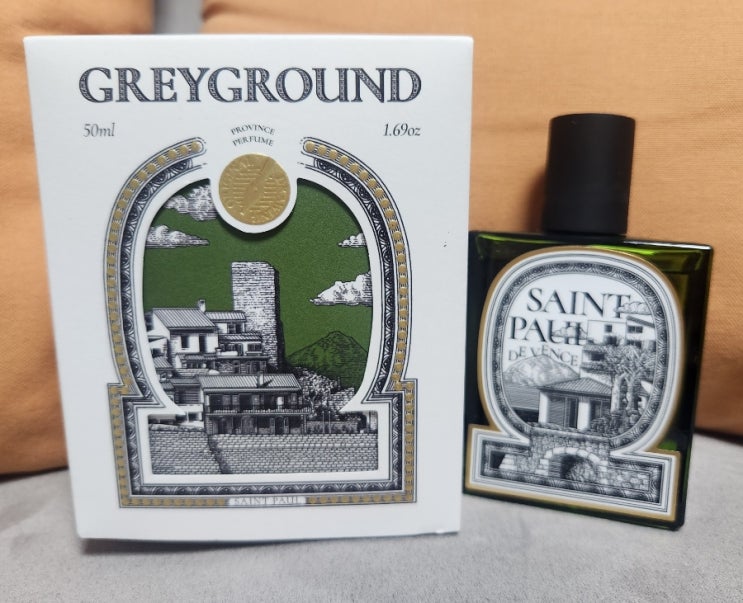 GREYGROUND
50ml
PROVINCE
PERFUME
1.69oz
SAINT PAUL
SAINT
PAUL
DE VENCE